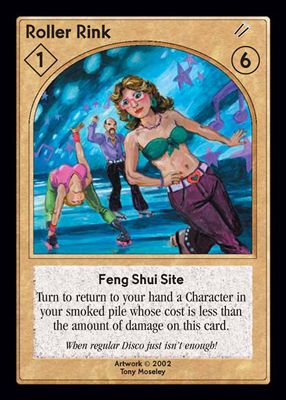 Roller Rink
1
6
Feng Shui Site
Turn to return to your hand a Character in
your smoked pile whose cost is less than
the amount of damage on this card.
When regular Disco just isn't enough!
Artwork © 2002
Tony Moseley